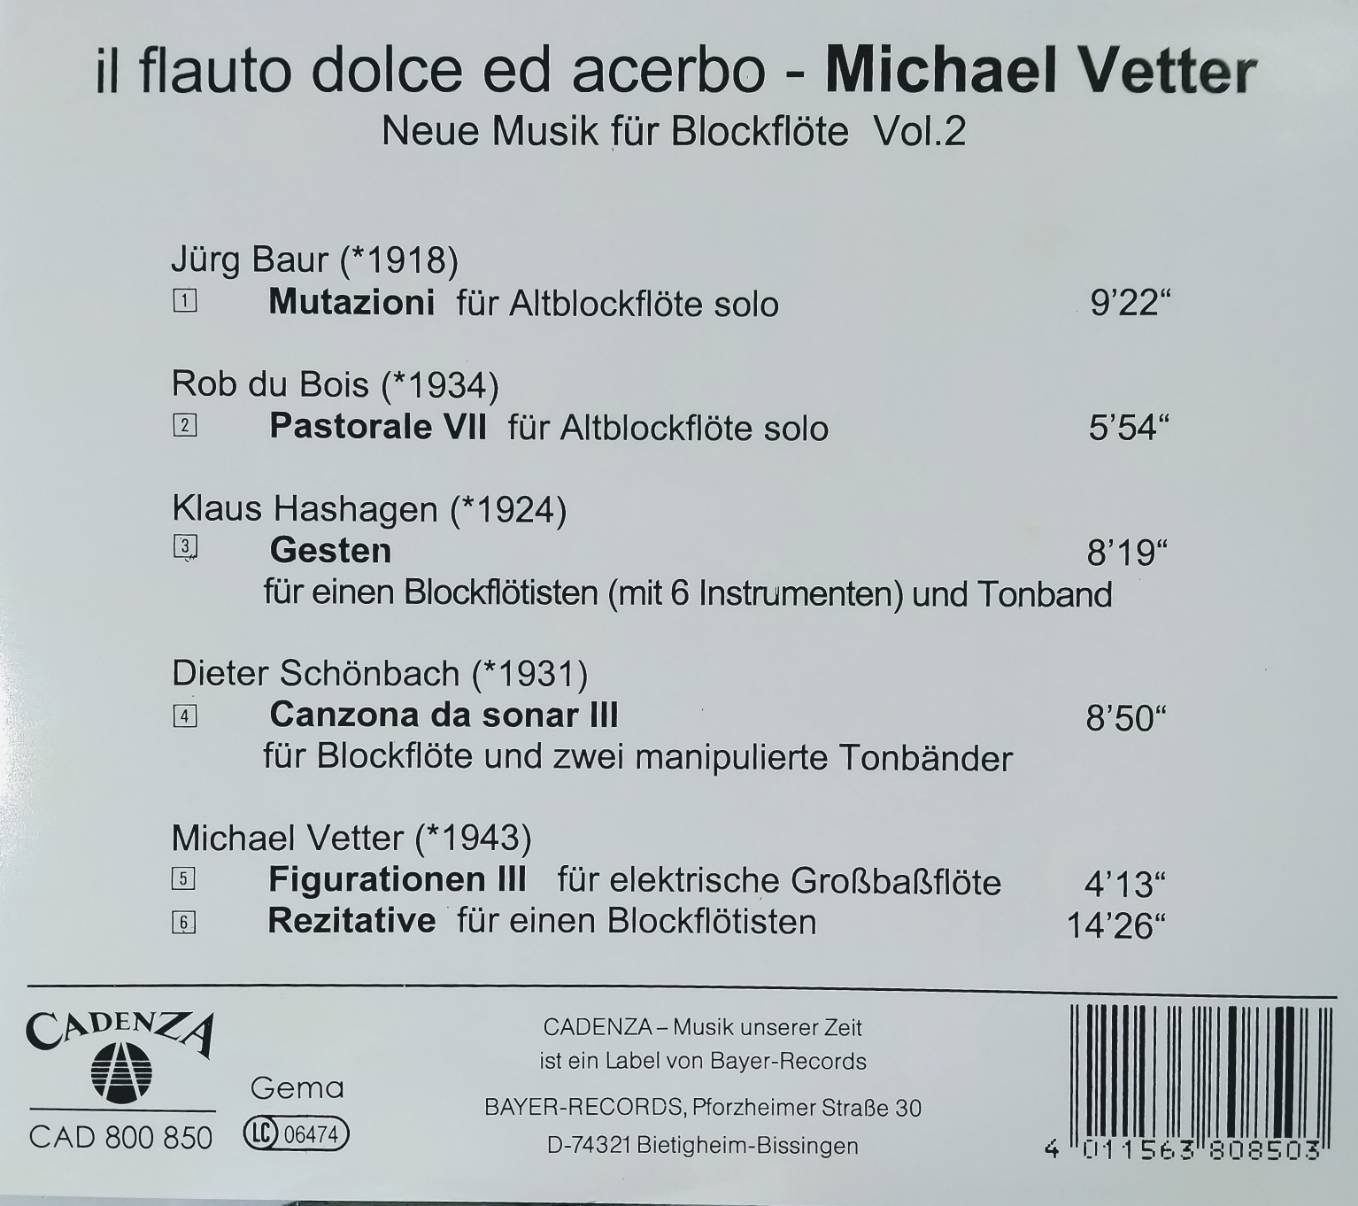 il flauto dolce ed acerbo - Michael Vetter
Neue Musik für Blockflöte Vol.2
Jürg Baur (*1918)
1 Mutazioni für Altblockflöte solo 9’22“
Rob du Bois (*1934)
2 Pastorale VII für Altblockflöte solo 5’54“
Klaus Hashagen (*1924)
3 Gesten 8’19“
für einen Blockflötisten (mit 6 Instrumenten) und Tonband
Dieter Schönbach (*1931)
4 Canzona da sonar III 8’50“
für Blockflöte und zwei manipulierte Tonbänder
Michael Vetter (*1943)
5 Figurationen III für elektrische Großbaßflöte 4’13“
6 Rezitative für einen Blockflötisten 14’26“
CADENZA
CAD 800 850
Gema
LC 06474
CADENZA – Musik unserer Zeit
ist ein Label von Bayer-Records
BAYER-RECORDS, Pforzheimer Straße 30
D-74321 Bietigheim-Bissingen
4 011563 808503